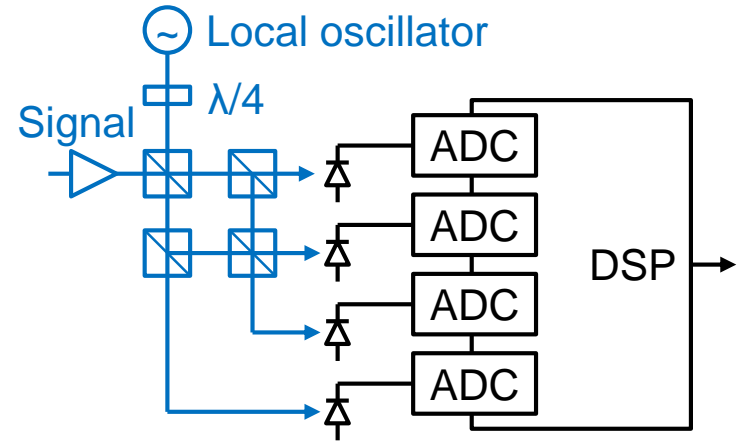 ~ Local oscillator
λ/4
Signal
ADC
ADC
DSP
ADC
ADC